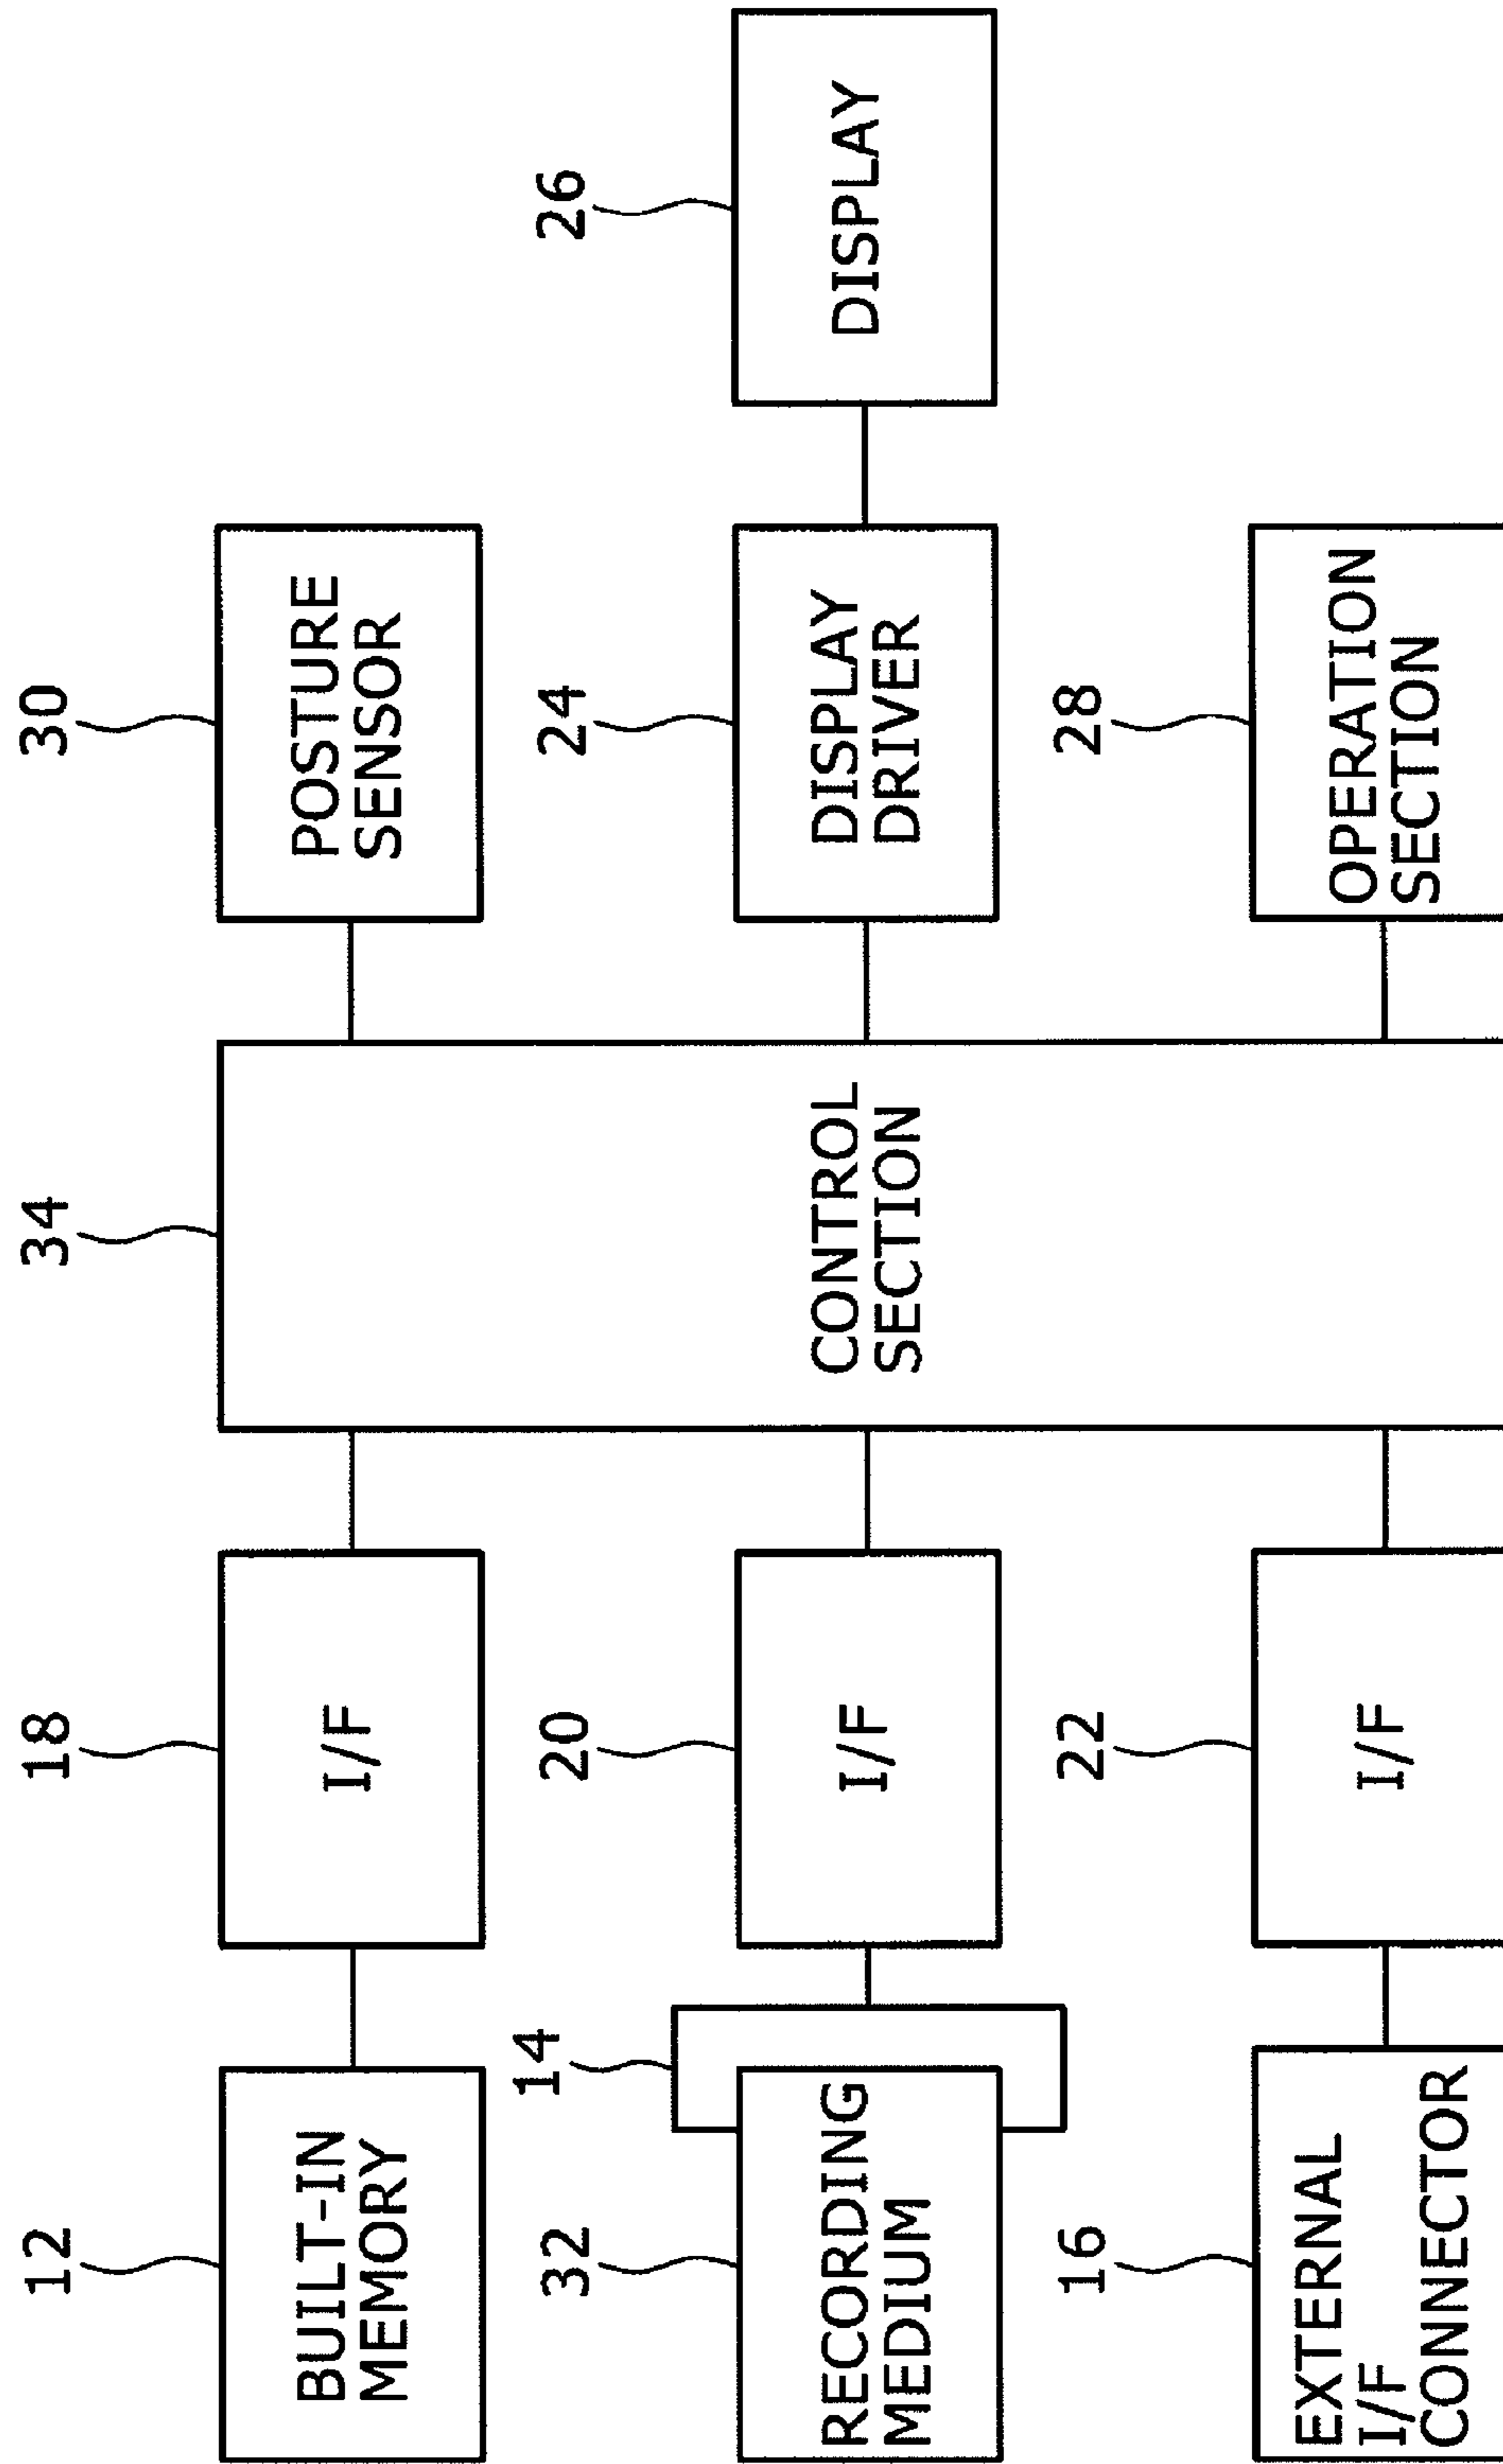 12
BUILT-IN
MEMORY
18
I/F
34
CONTROL
SECTION
30
POSTURE
SENSOR
32
RECORDING
MEDIUM
14
20
I/F
24
DISPLAY
DRIVER
26
DISPLAY
16
EXTERNAL
I/F
CONNECTOR
22
I/F
28
OPERATION
SECTION